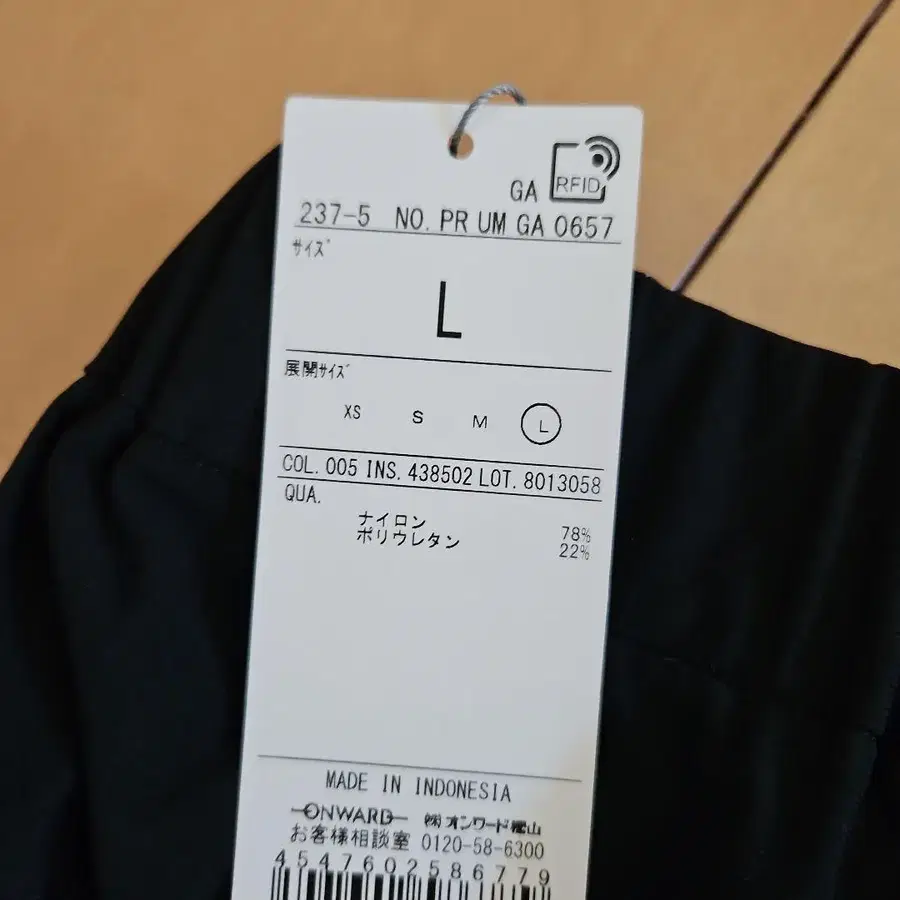 GA RFID
237-5 NO. PR UM GA 0657
サイズ
L
展開サイズ
XS S M L
COL. 005 INS. 438502 LOT. 8013058
QUA.
ナイロン 78%
ポリウレタン 22%
MADE IN INDONESIA
ONWARD ㈱オンワード樫山
お客様相談室 0120-58-6300
4547602586779